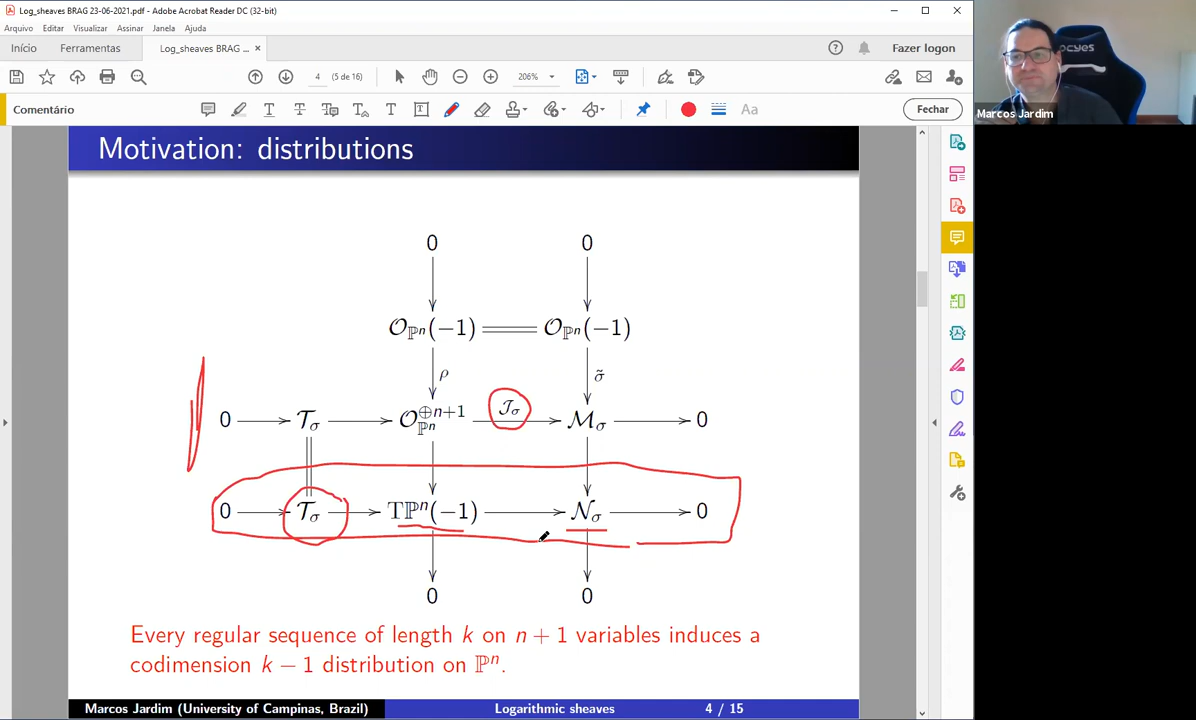 Log_sheaves BRAG 23-06-2021.pdf - Adobe Acrobat Reader DC (32-bit)
Arquivo Editar Visualizar Assinar Janela Ajuda
Início Ferramentas Log_sheaves BRAG ... × Fazer logon
4 (5 de 16) 206%
Comentário Fechar
Marcos Jardim
Motivation: distributions
0 0
𝒪ℙⁿ(−1) 𝒪ℙⁿ(−1)
ρ σ̃
0 𝒯σ 𝒪ℙⁿ^⊕n+1 𝒥σ ℳσ 0
0 𝒯σ Tℙⁿ(−1) 𝒩σ 0
0 0
Every regular sequence of length k on n + 1 variables induces a
codimension k − 1 distribution on ℙⁿ.
Marcos Jardim (University of Campinas, Brazil) Logarithmic sheaves 4 / 15